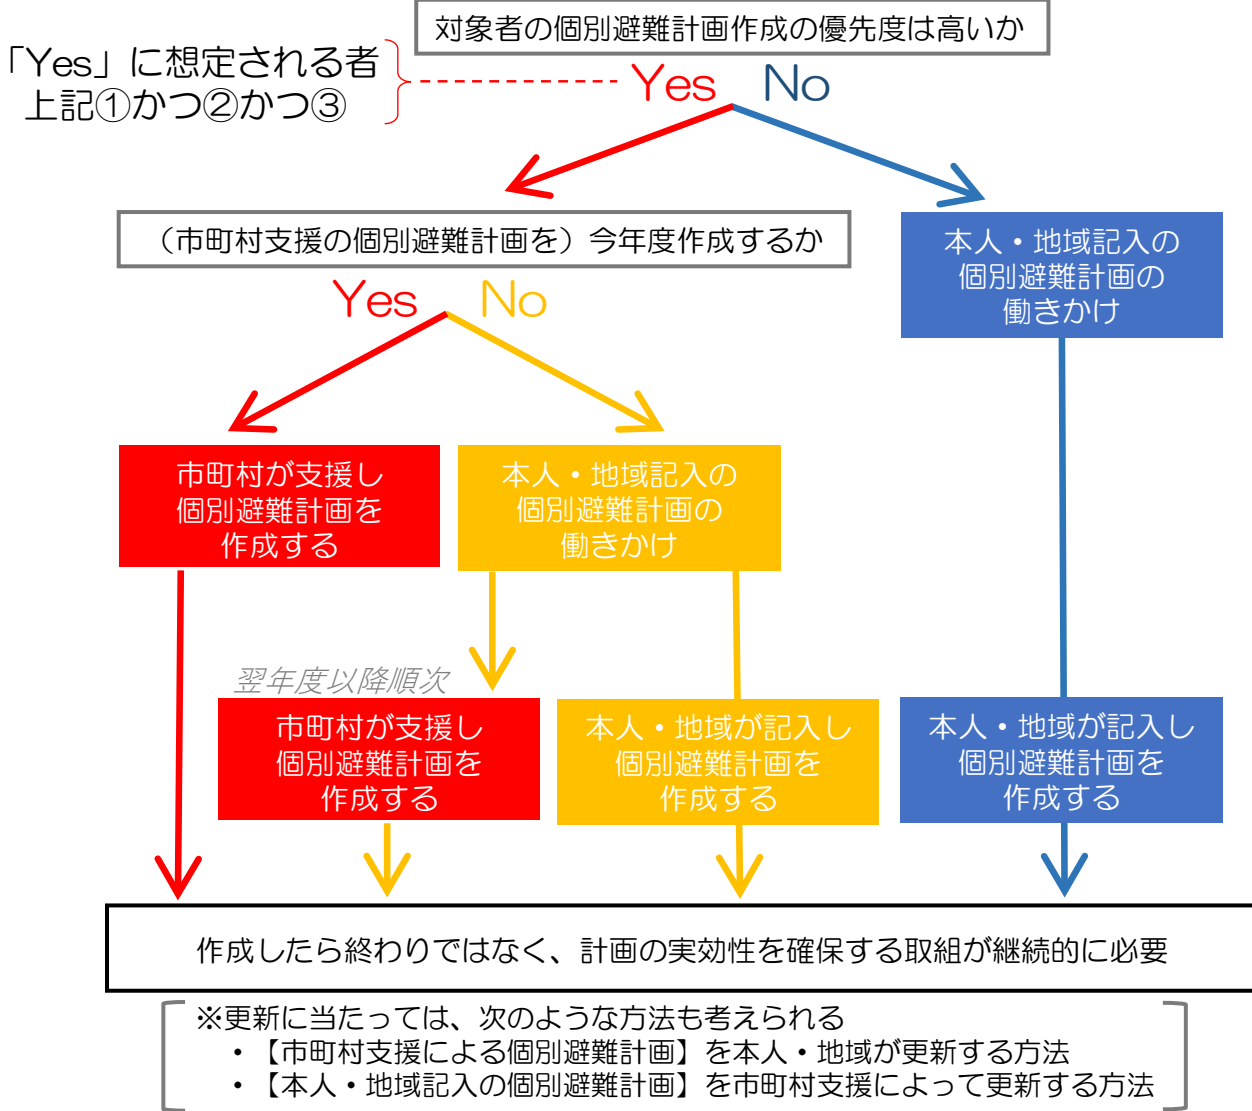 対象者の個別避難計画作成の優先度は高いか
「Yes」に想定される者
上記①かつ②かつ③
Yes No
（市町村支援の個別避難計画を）今年度作成するか
Yes No
本人・地域記入の
個別避難計画の
働きかけ
市町村が支援し
個別避難計画を
作成する
本人・地域記入の
個別避難計画の
働きかけ
翌年度以降順次
市町村が支援し
個別避難計画を
作成する
本人・地域が記入し
個別避難計画を
作成する
本人・地域が記入し
個別避難計画を
作成する
作成したら終わりではなく、計画の実効性を確保する取組が継続的に必要
※更新に当たっては、次のような方法も考えられる
・【市町村支援による個別避難計画】を本人・地域が更新する方法
・【本人・地域記入の個別避難計画】を市町村支援によって更新する方法